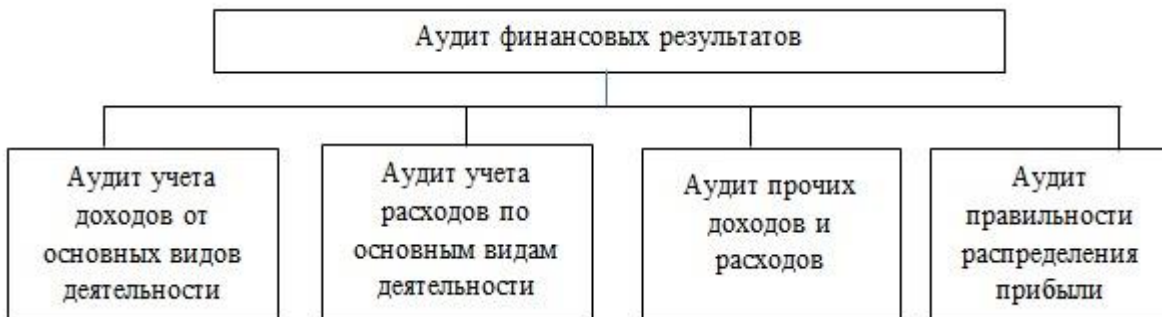 Аудит финансовых результатов
Аудит учета
доходов от
основных видов
деятельности
Аудит учета
расходов по
основным видам
деятельности
Аудит прочих
доходов и
расходов
Аудит
правильности
распределения
прибыли